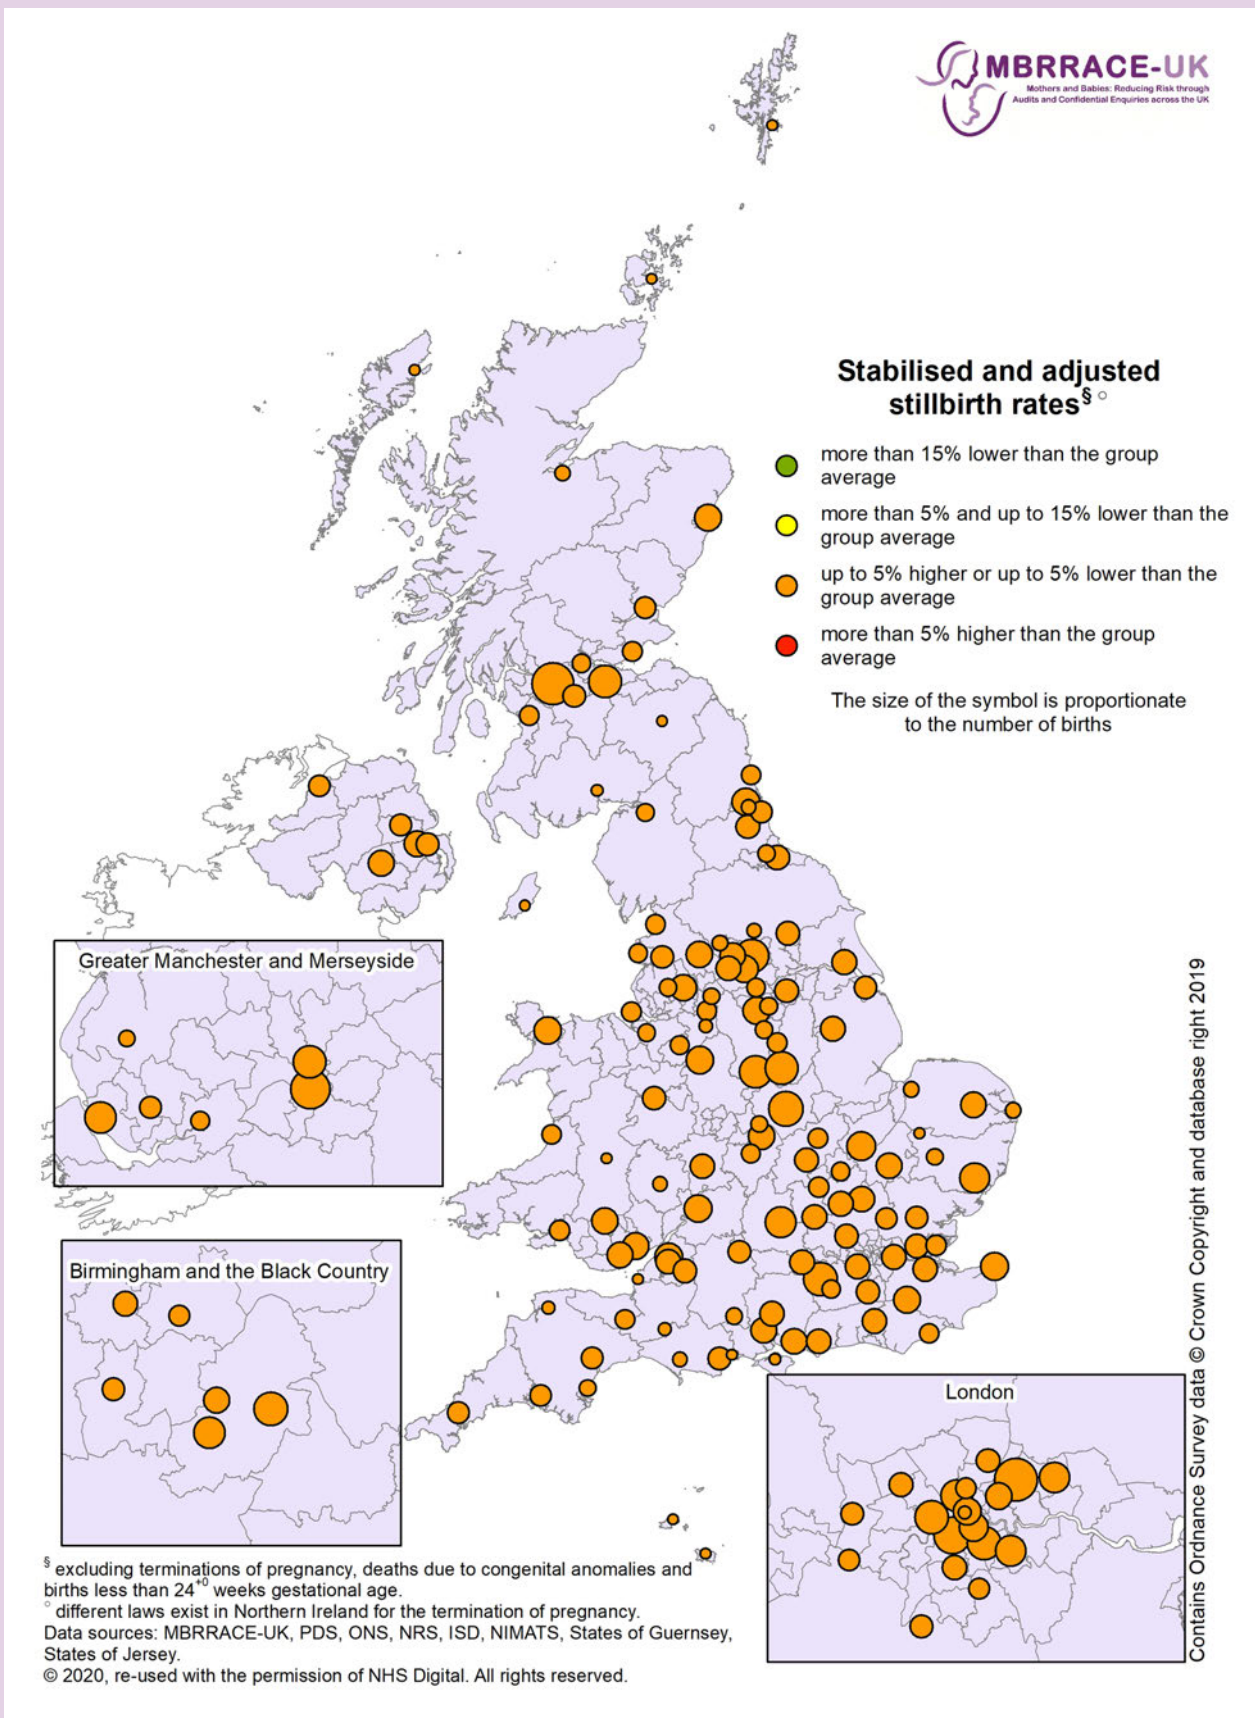 MBRRACE-UK
Mothers and Babies: Reducing Risk through
Audits and Confidential Enquiries across the UK
Stabilised and adjusted
stillbirth rates§ ○
more than 15% lower than the group
average
more than 5% and up to 15% lower than the
group average
up to 5% higher or up to 5% lower than the
group average
more than 5% higher than the group
average
The size of the symbol is proportionate
to the number of births
Greater Manchester and Merseyside
Birmingham and the Black Country
London
Contains Ordnance Survey data © Crown Copyright and database right 2019
§ excluding terminations of pregnancy, deaths due to congenital anomalies and
births less than 24+0 weeks gestational age.
○ different laws exist in Northern Ireland for the termination of pregnancy.
Data sources: MBRRACE-UK, PDS, ONS, NRS, ISD, NIMATS, States of Guernsey,
States of Jersey.
© 2020, re-used with the permission of NHS Digital. All rights reserved.